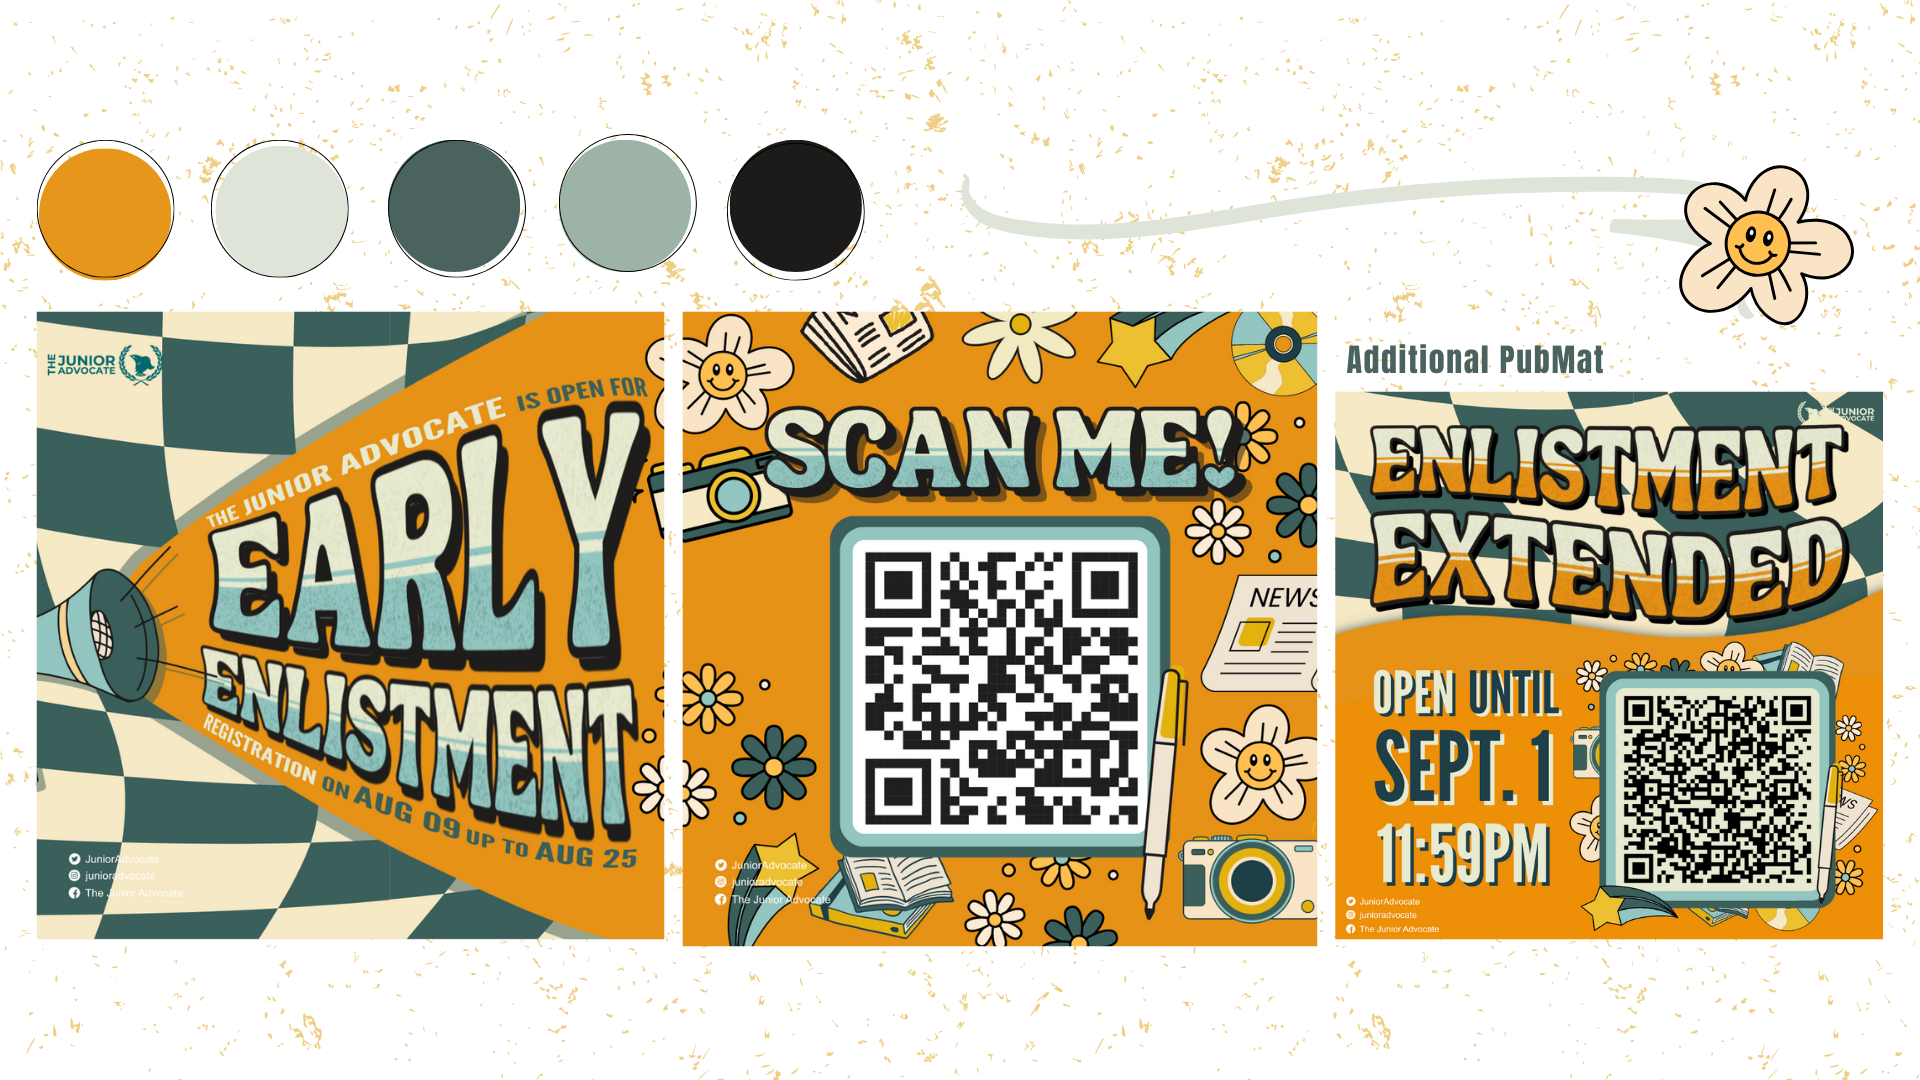 THE JUNIOR
ADVOCATE
THE JUNIOR ADVOCATE IS OPEN FOR
EARLY
ENLISTMENT
REGISTRATION ON AUG 09 UP TO AUG 25
JuniorAdvocate
junioradvocate
The Junior Advocate
SCAN ME!
NEWS
JuniorAdvocate
junioradvocate
The Junior Advocate
Additional PubMat
JUNIOR
ADVOCATE
ENLISTMENT
EXTENDED
OPEN UNTIL
SEPT. 1
11:59PM
JuniorAdvocate
junioradvocate
The Junior Advocate